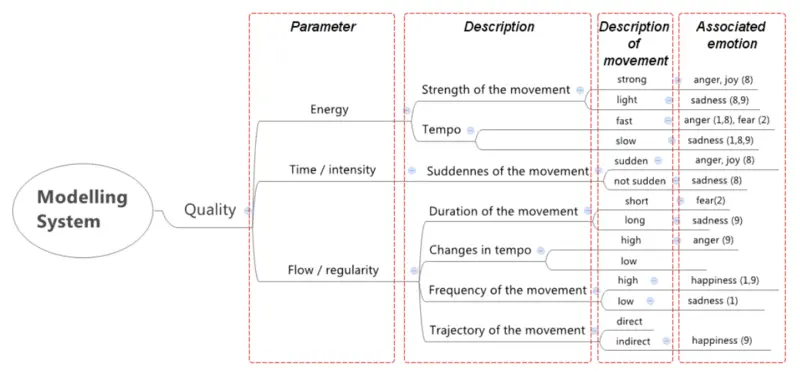 Parameter
Description
Description
of
movement
Associated
emotion
Modelling
System
Quality
Energy
Strength of the movement
strong
anger, joy (8)
light
sadness (8,9)
Tempo
fast
anger (1,8), fear (2)
slow
sadness (1,8,9)
Time / intensity
Suddennes of the movement
sudden
anger, joy (8)
not sudden
sadness (8)
Flow / regularity
Duration of the movement
short
fear(2)
long
sadness (9)
Changes in tempo
high
anger (9)
low
Frequency of the movement
high
happiness (1,9)
low
sadness (1)
Trajectory of the movement
direct
indirect
happiness (9)